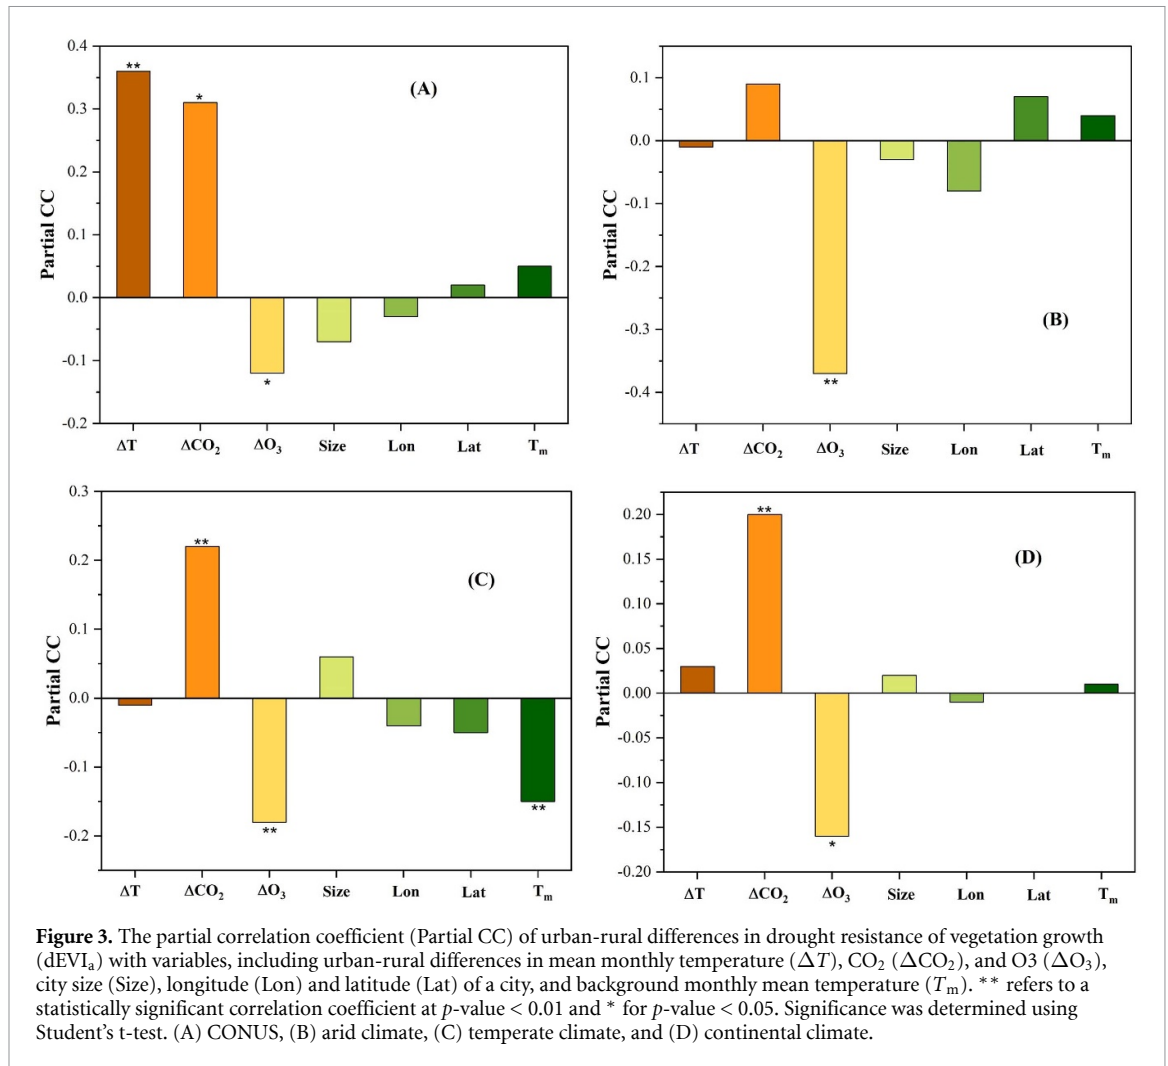 0.4
0.3
0.2
0.1
0.0
-0.1
-0.2
Partial CC
**
*
*
(A)
ΔT ΔCO₂ ΔO₃ Size Lon Lat Tₘ
0.1
0.0
-0.1
-0.2
-0.3
-0.4
Partial CC
**
(B)
ΔT ΔCO₂ ΔO₃ Size Lon Lat Tₘ
0.3
0.2
0.1
0.0
-0.1
-0.2
Partial CC
**
**
**
(C)
ΔT ΔCO₂ ΔO₃ Size Lon Lat Tₘ
0.20
0.15
0.10
0.05
0.00
-0.05
-0.10
-0.15
-0.20
Partial CC
**
*
(D)
ΔT ΔCO₂ ΔO₃ Size Lon Lat Tₘ
Figure 3. The partial correlation coefficient (Partial CC) of urban-rural differences in drought resistance of vegetation growth
(dEVIₐ) with variables, including urban-rural differences in mean monthly temperature (ΔT), CO₂ (ΔCO₂), and O3 (ΔO₃),
city size (Size), longitude (Lon) and latitude (Lat) of a city, and background monthly mean temperature (Tₘ). ** refers to a
statistically significant correlation coefficient at p-value < 0.01 and * for p-value < 0.05. Significance was determined using
Student's t-test. (A) CONUS, (B) arid climate, (C) temperate climate, and (D) continental climate.